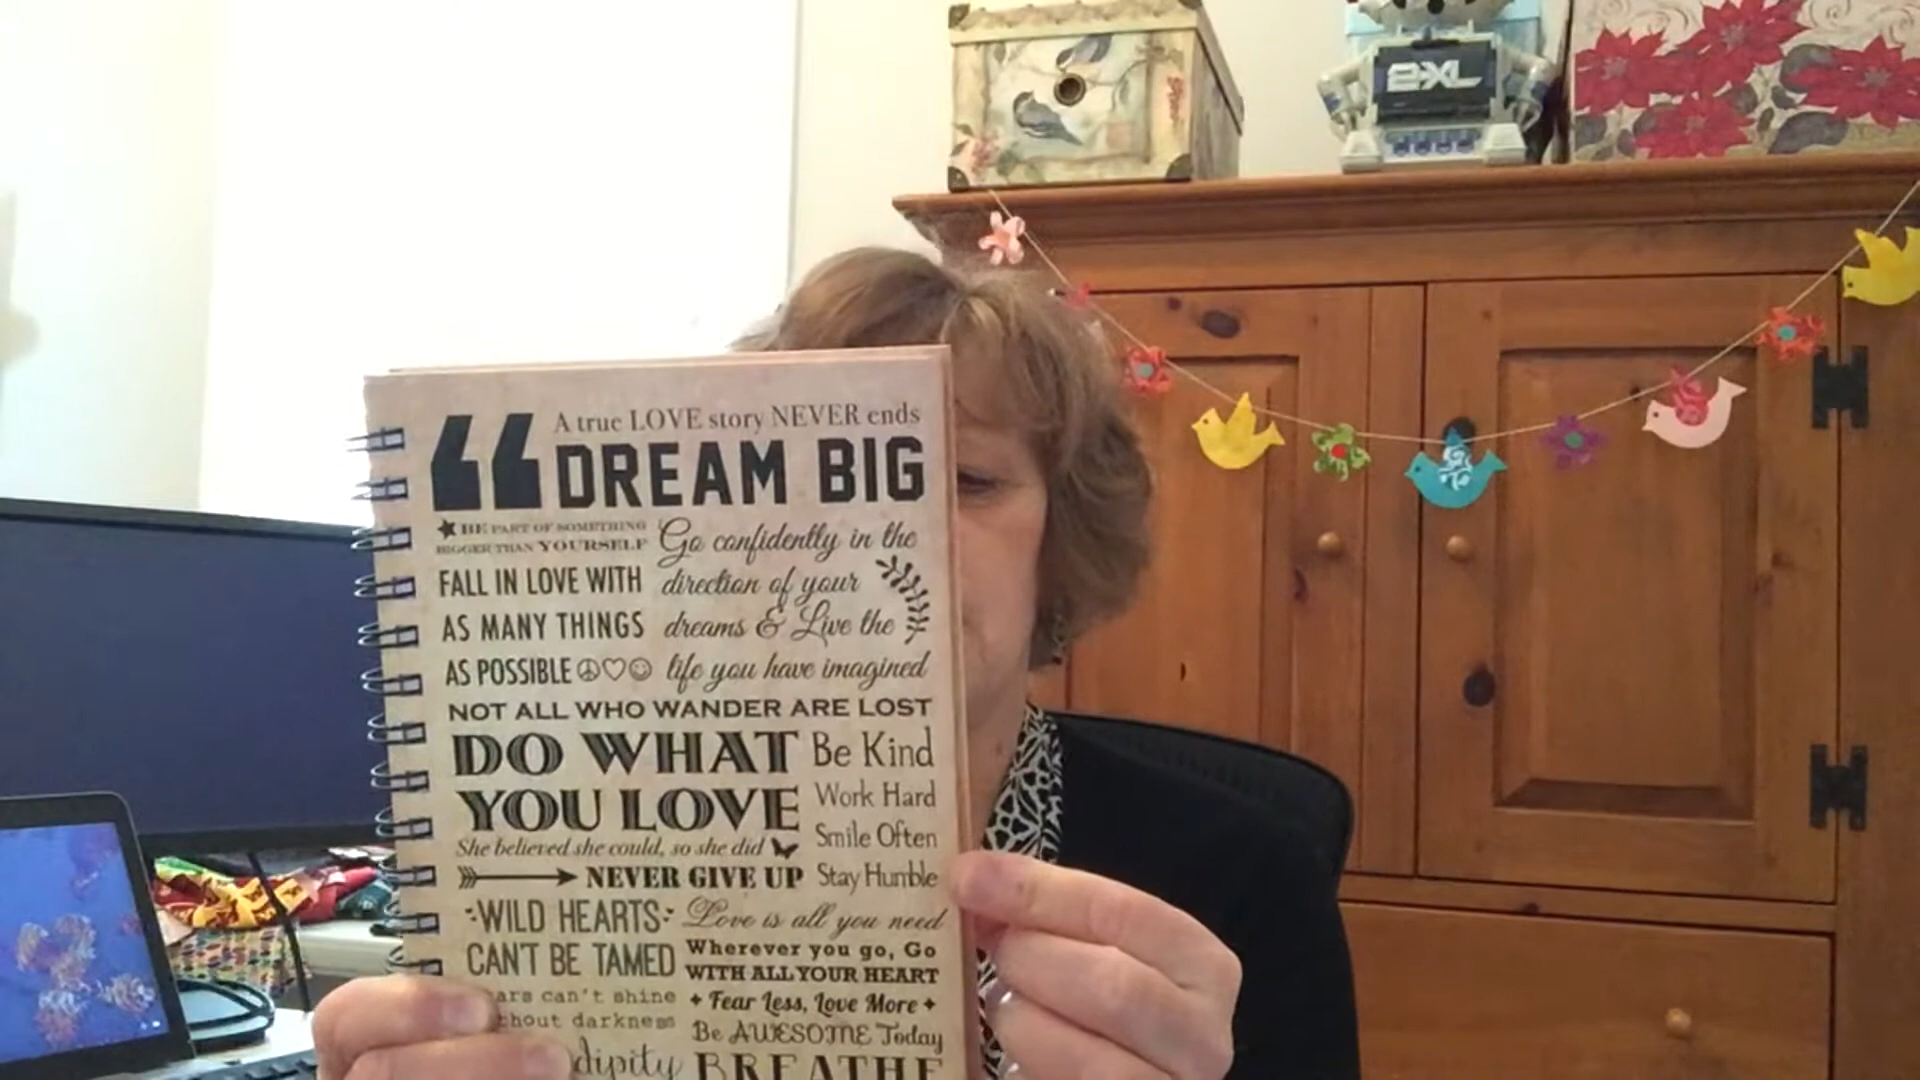 2-XL
A true LOVE story NEVER ends
DREAM BIG
BE PART OF SOMETHING
BIGGER THAN YOURSELF
FALL IN LOVE WITH
AS MANY THINGS
AS POSSIBLE
Go confidently in the
direction of your
dreams & Live the
life you have imagined
NOT ALL WHO WANDER ARE LOST
DO WHAT
YOU LOVE
Be Kind
Work Hard
Smile Often
Stay Humble
She believed she could, so she did
NEVER GIVE UP
WILD HEARTS
CAN'T BE TAMED
Love is all you need
Wherever you go, Go
WITH ALL YOUR HEART
can't shine
darkness
Fear Less, Love More
Be AWESOME Today
BREATHE